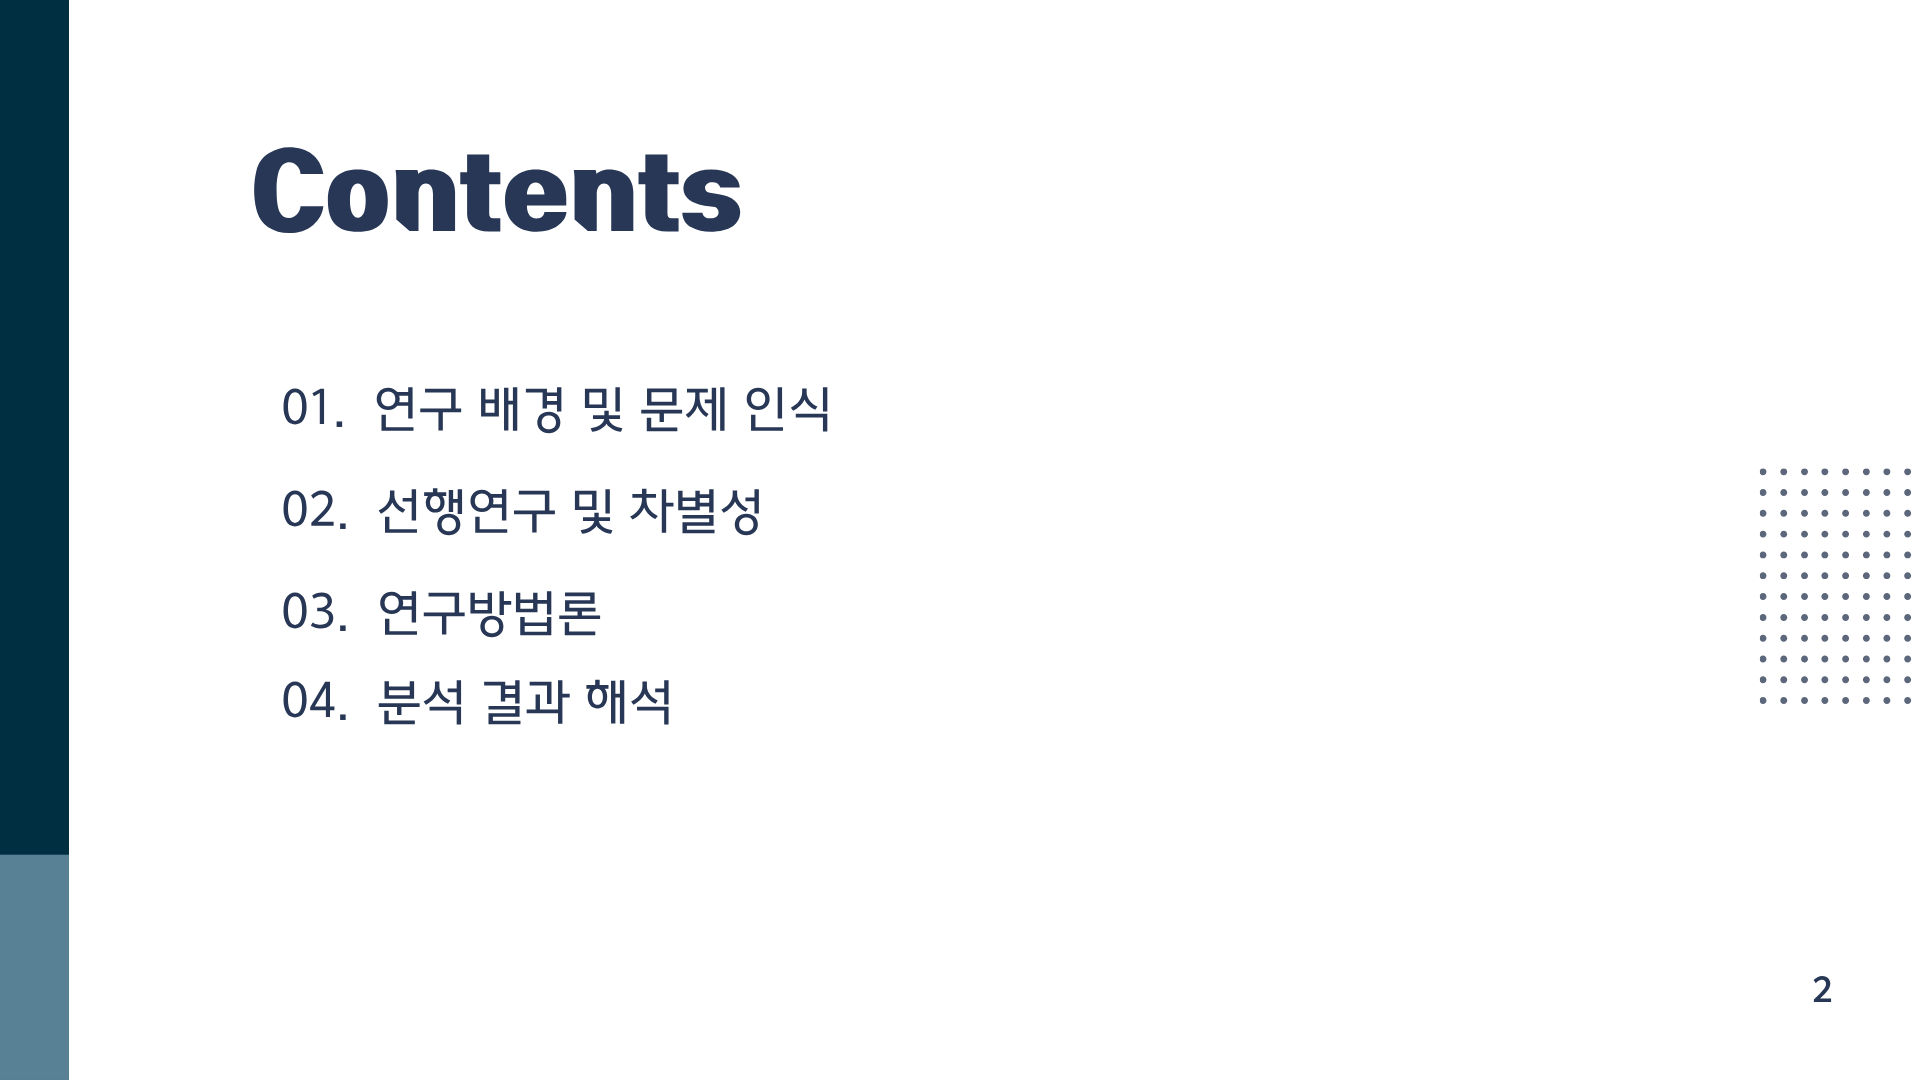 Contents
01. 연구 배경 및 문제 인식
02. 선행연구 및 차별성
03. 연구방법론
04. 분석 결과 해석
2